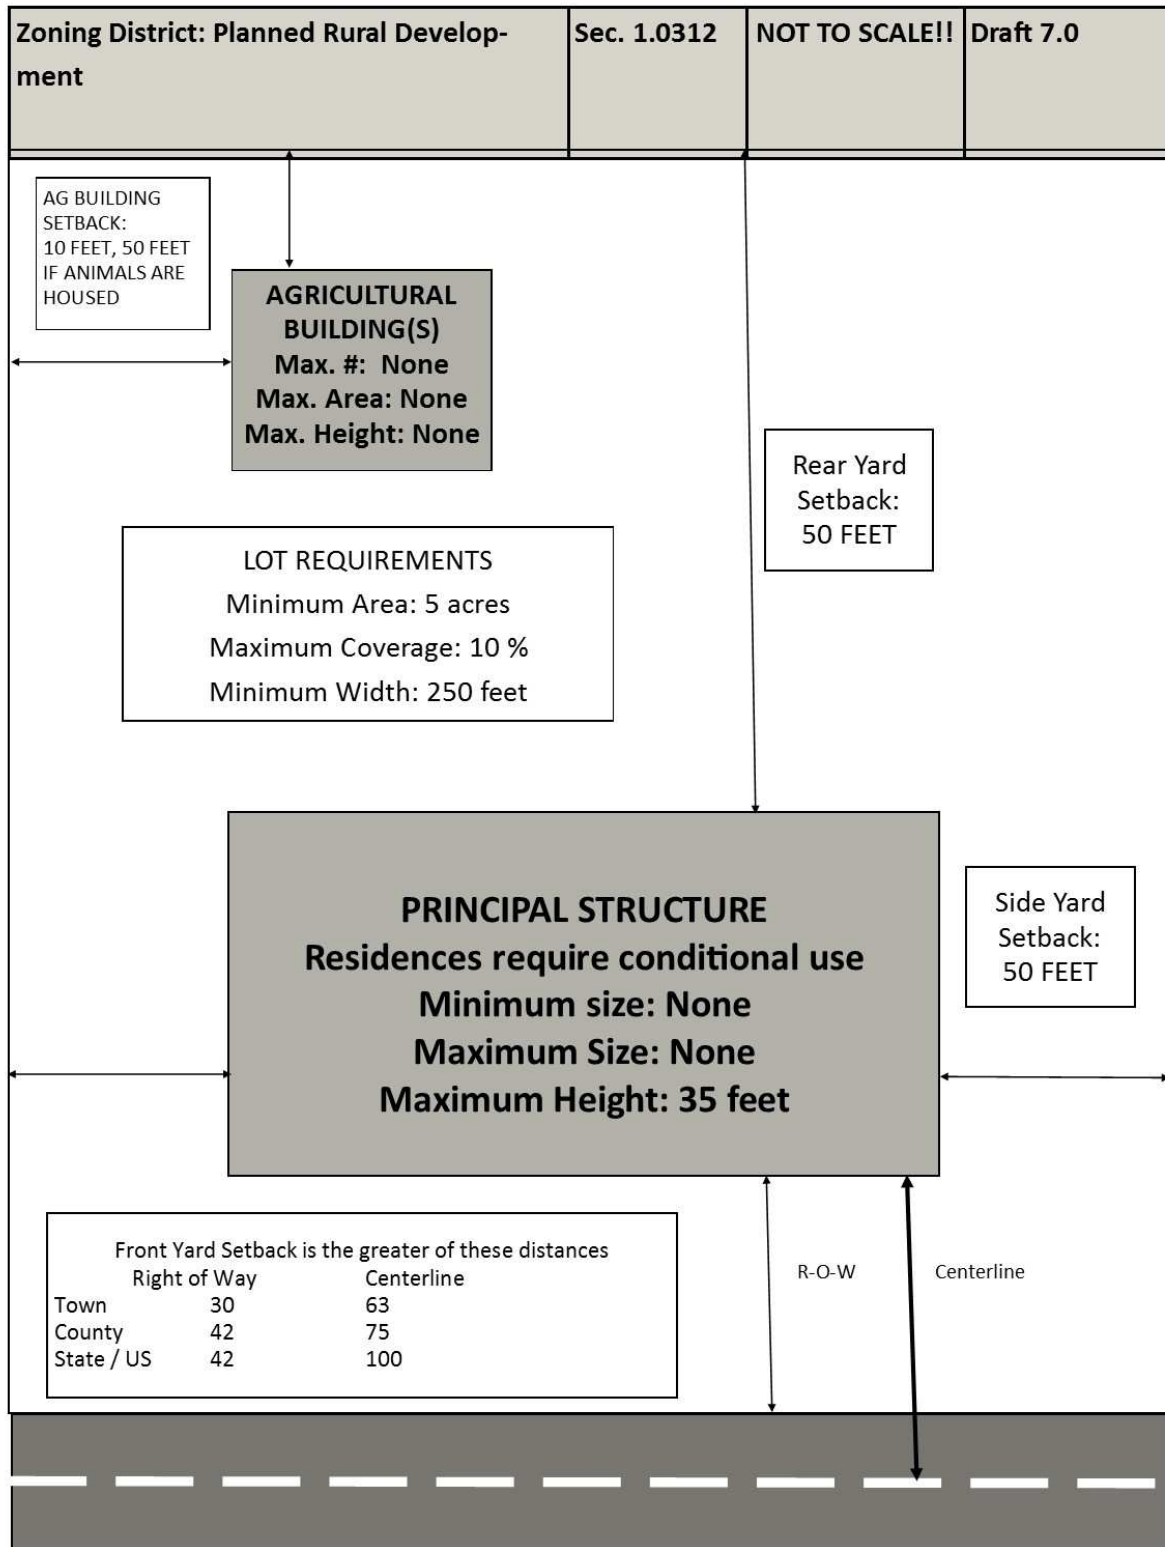 Zoning District: Planned Rural Develop-
ment
Sec. 1.0312
NOT TO SCALE!!
Draft 7.0
AG BUILDING
SETBACK:
10 FEET, 50 FEET
IF ANIMALS ARE
HOUSED
AGRICULTURAL
BUILDING(S)
Max. #: None
Max. Area: None
Max. Height: None
Rear Yard
Setback:
50 FEET
LOT REQUIREMENTS
Minimum Area: 5 acres
Maximum Coverage: 10 %
Minimum Width: 250 feet
PRINCIPAL STRUCTURE
Residences require conditional use
Minimum size: None
Maximum Size: None
Maximum Height: 35 feet
Side Yard
Setback:
50 FEET
Front Yard Setback is the greater of these distances
Right of Way Centerline
Town 30 63
County 42 75
State / US 42 100
R-O-W
Centerline